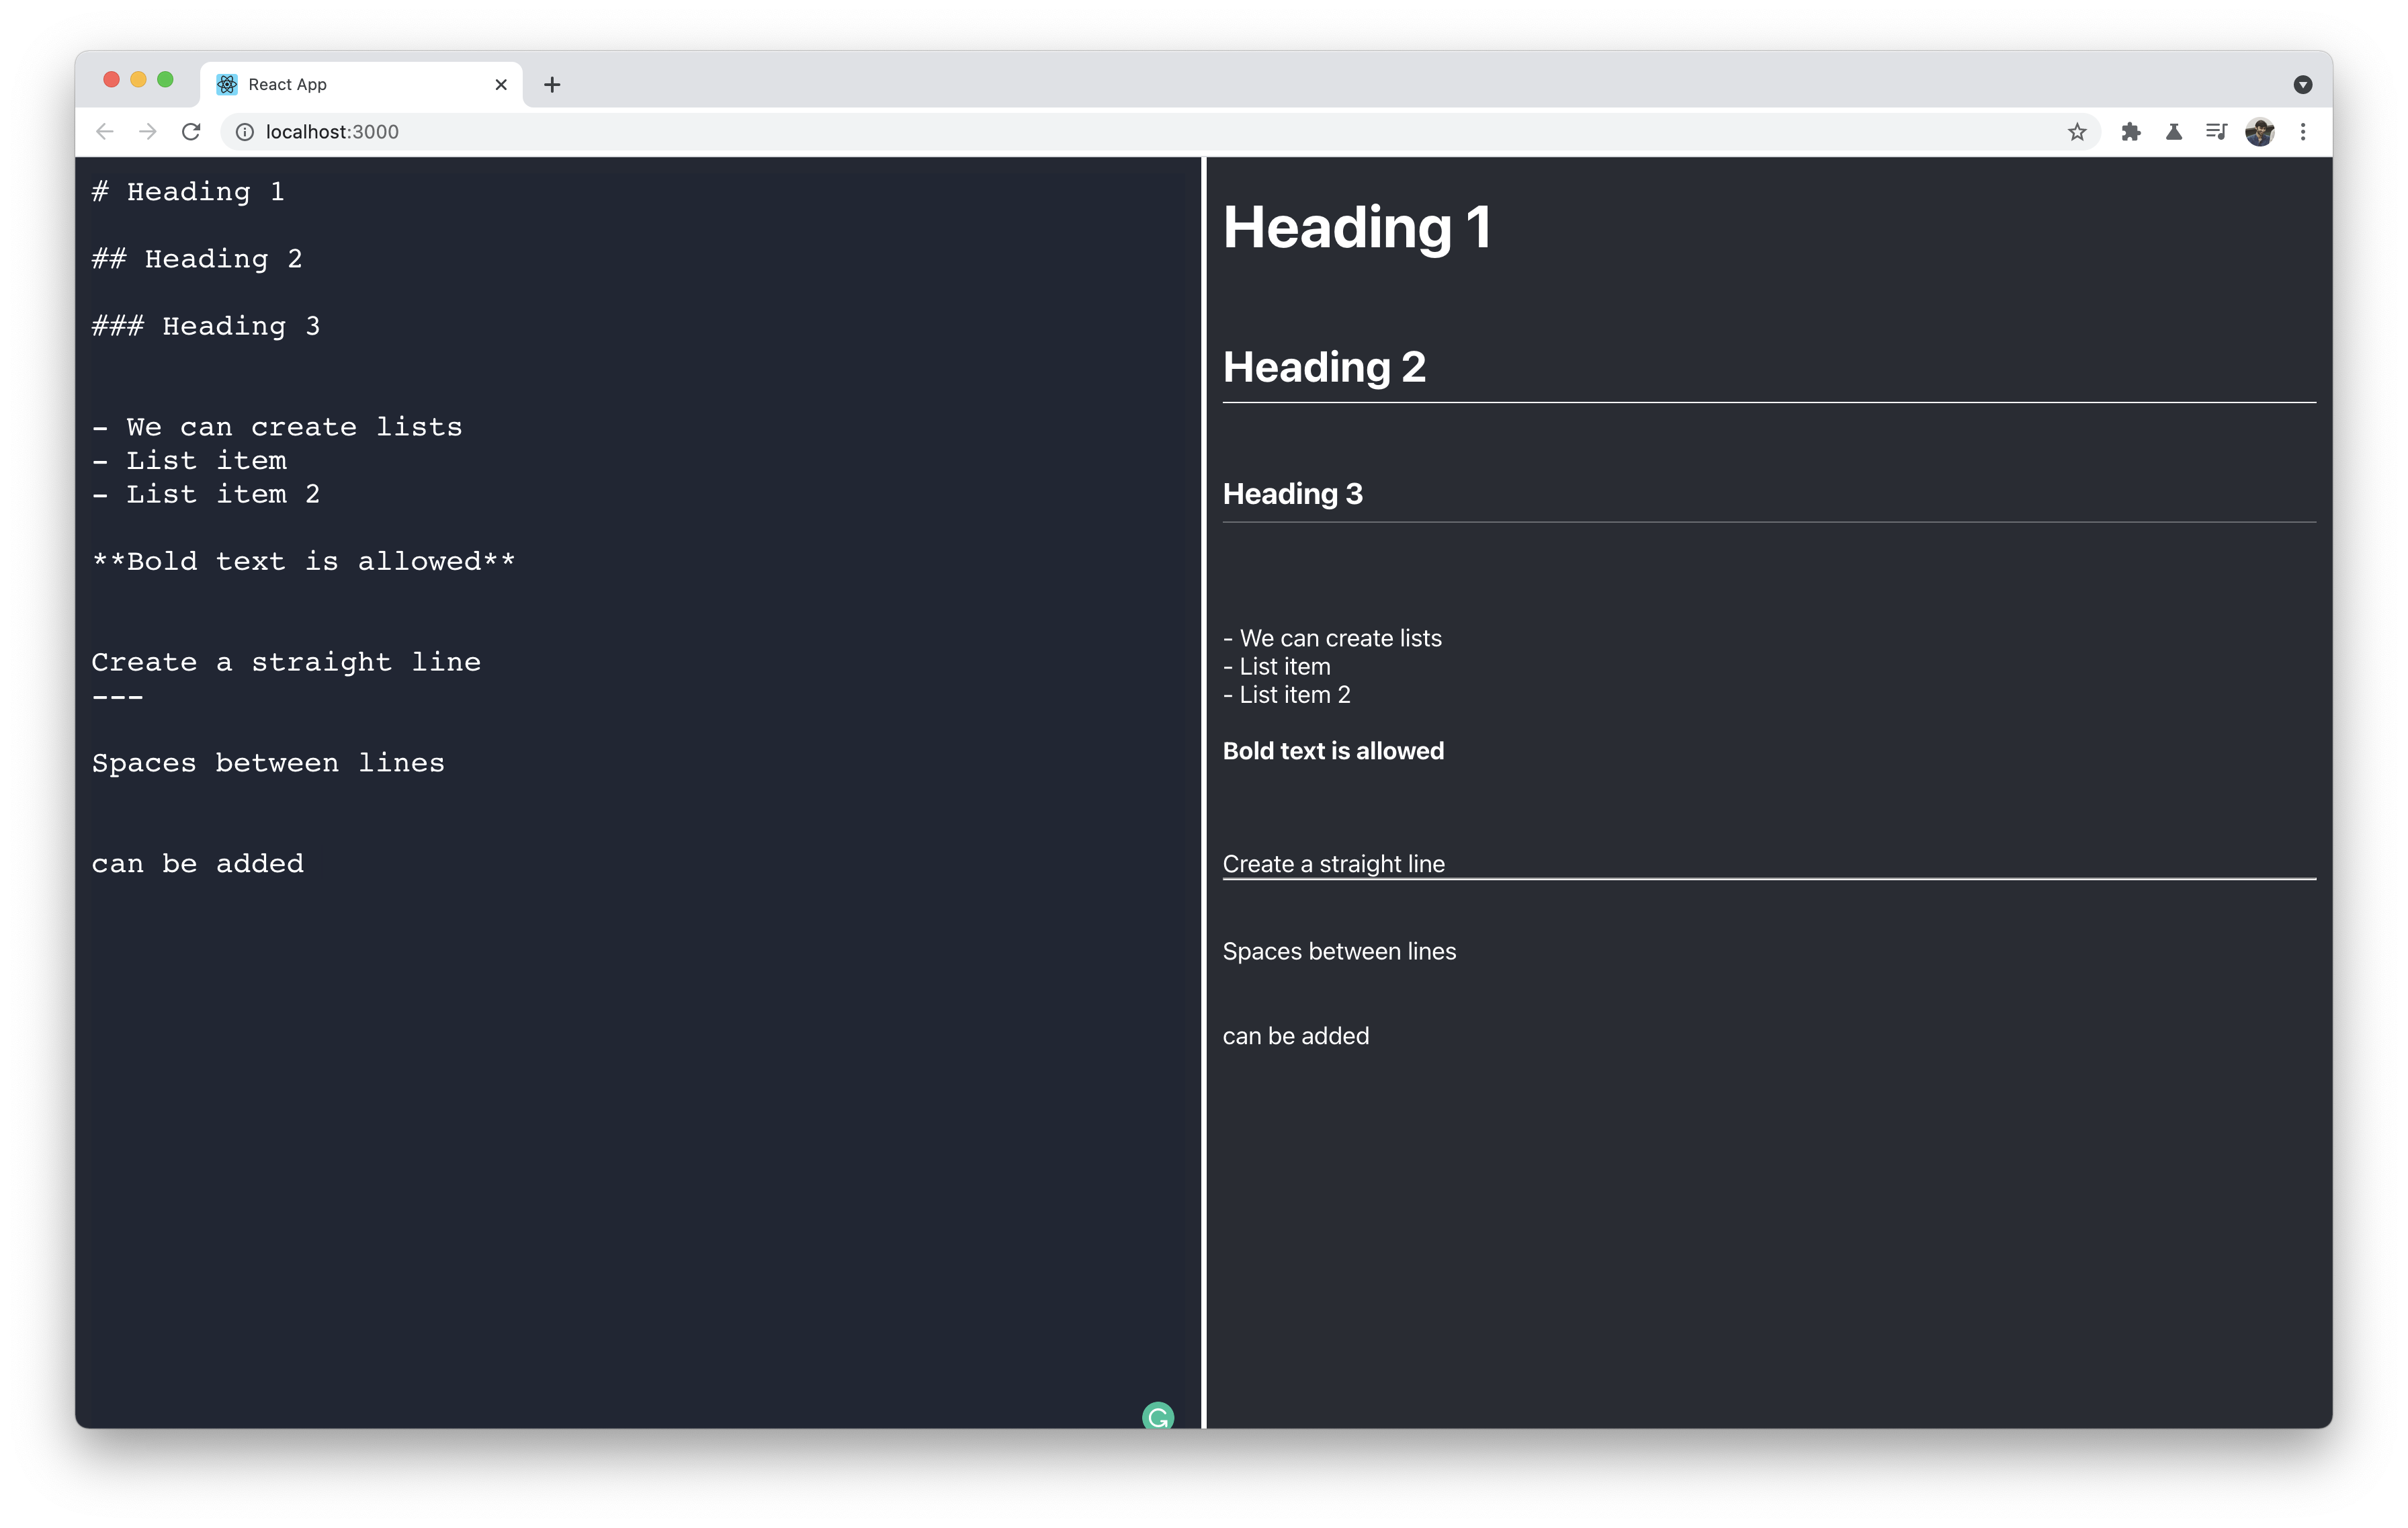 React App
localhost:3000
# Heading 1
## Heading 2
### Heading 3
- We can create lists
- List item
- List item 2
**Bold text is allowed**
Create a straight line
---
Spaces between lines
can be added
Heading 1
Heading 2
Heading 3
- We can create lists
- List item
- List item 2
Bold text is allowed
Create a straight line
Spaces between lines
can be added